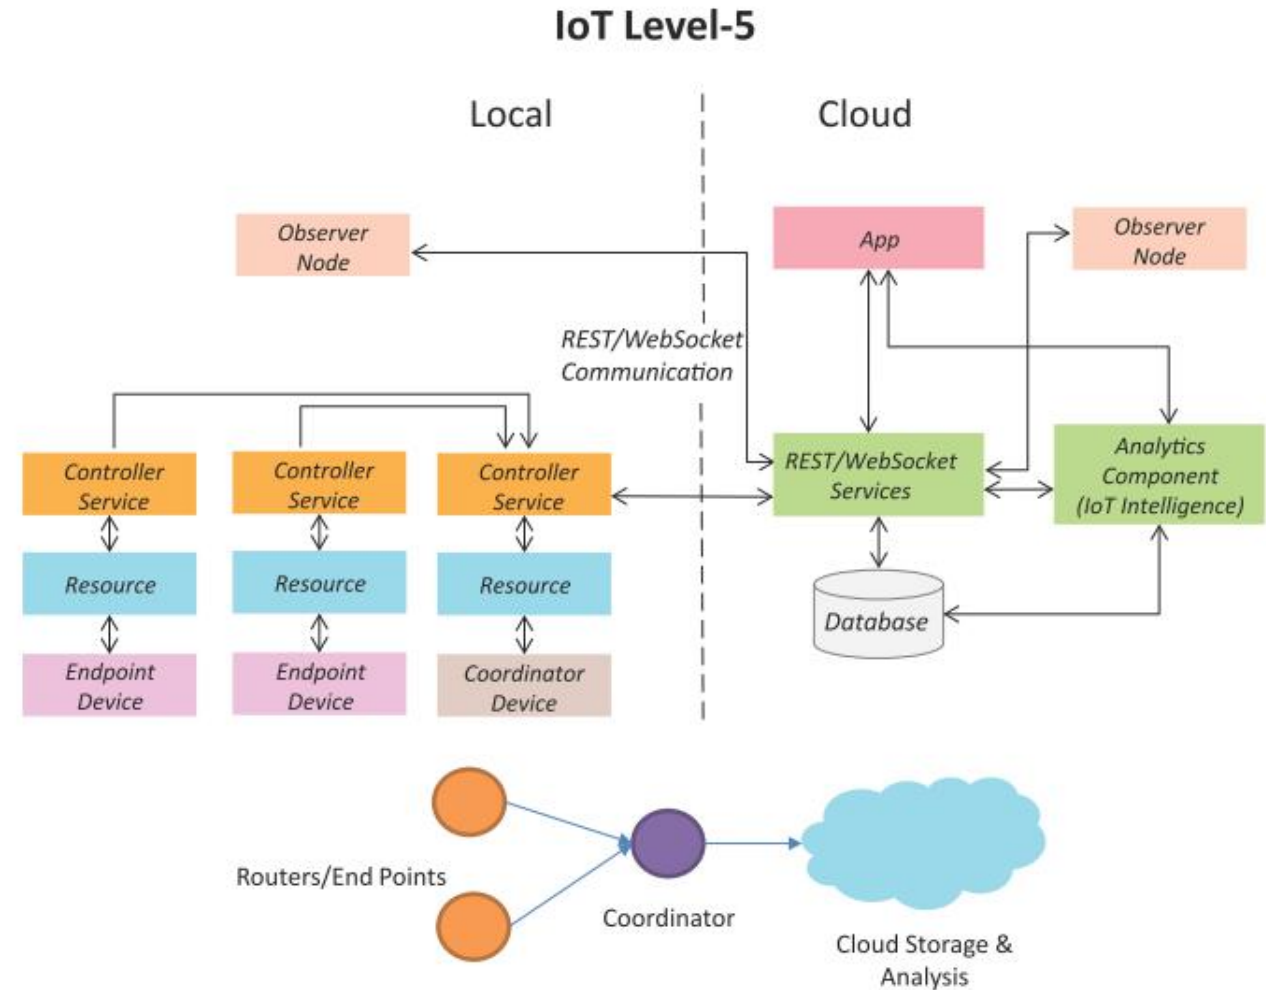 IoT Level-5
Local
Cloud
Observer
Node
App
Observer
Node
REST/WebSocket
Communication
Controller
Service
Controller
Service
Controller
Service
REST/WebSocket
Services
Analytics
Component
(IoT Intelligence)
Resource
Resource
Resource
Database
Endpoint
Device
Endpoint
Device
Coordinator
Device
Routers/End Points
Coordinator
Cloud Storage &
Analysis